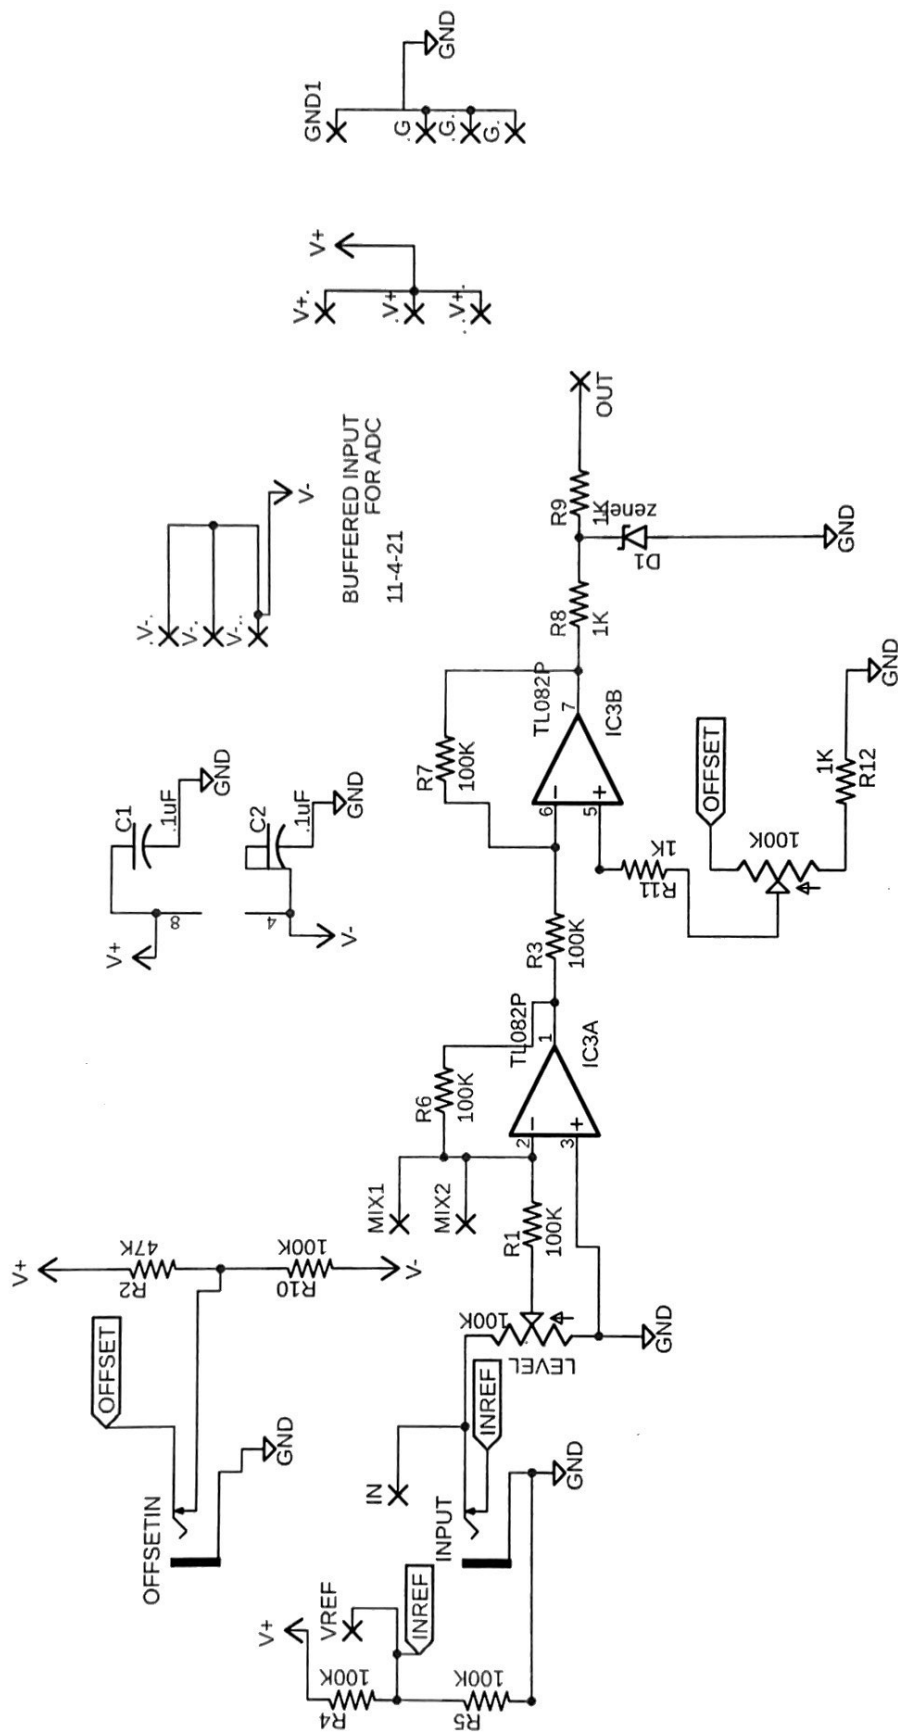 V+
R4
100K
VREF
INREF
R5
100K
OFFSETIN
GND
OFFSET
V+
R2
47K
R10
100K
V-
IN
INPUT
INREF
GND
LEVEL
100K
GND
MIX1
MIX2
R1
100K
R6
100K
2
3
1
TL082P
IC3A
R3
100K
V+
8
C1
.1uF
GND
4
V-
C2
.1uF
GND
R7
100K
6
5
7
TL082P
IC3B
R11
1K
OFFSET
100K
1K
R12
GND
R8
1K
R9
1K
D1
zene
GND
OUT
.V-.
V-.
V-..
V-
BUFFERED INPUT
FOR ADC
11-4-21
V+.
.V+
.V+.
V+
GND1
.G
.G.
G.
GND